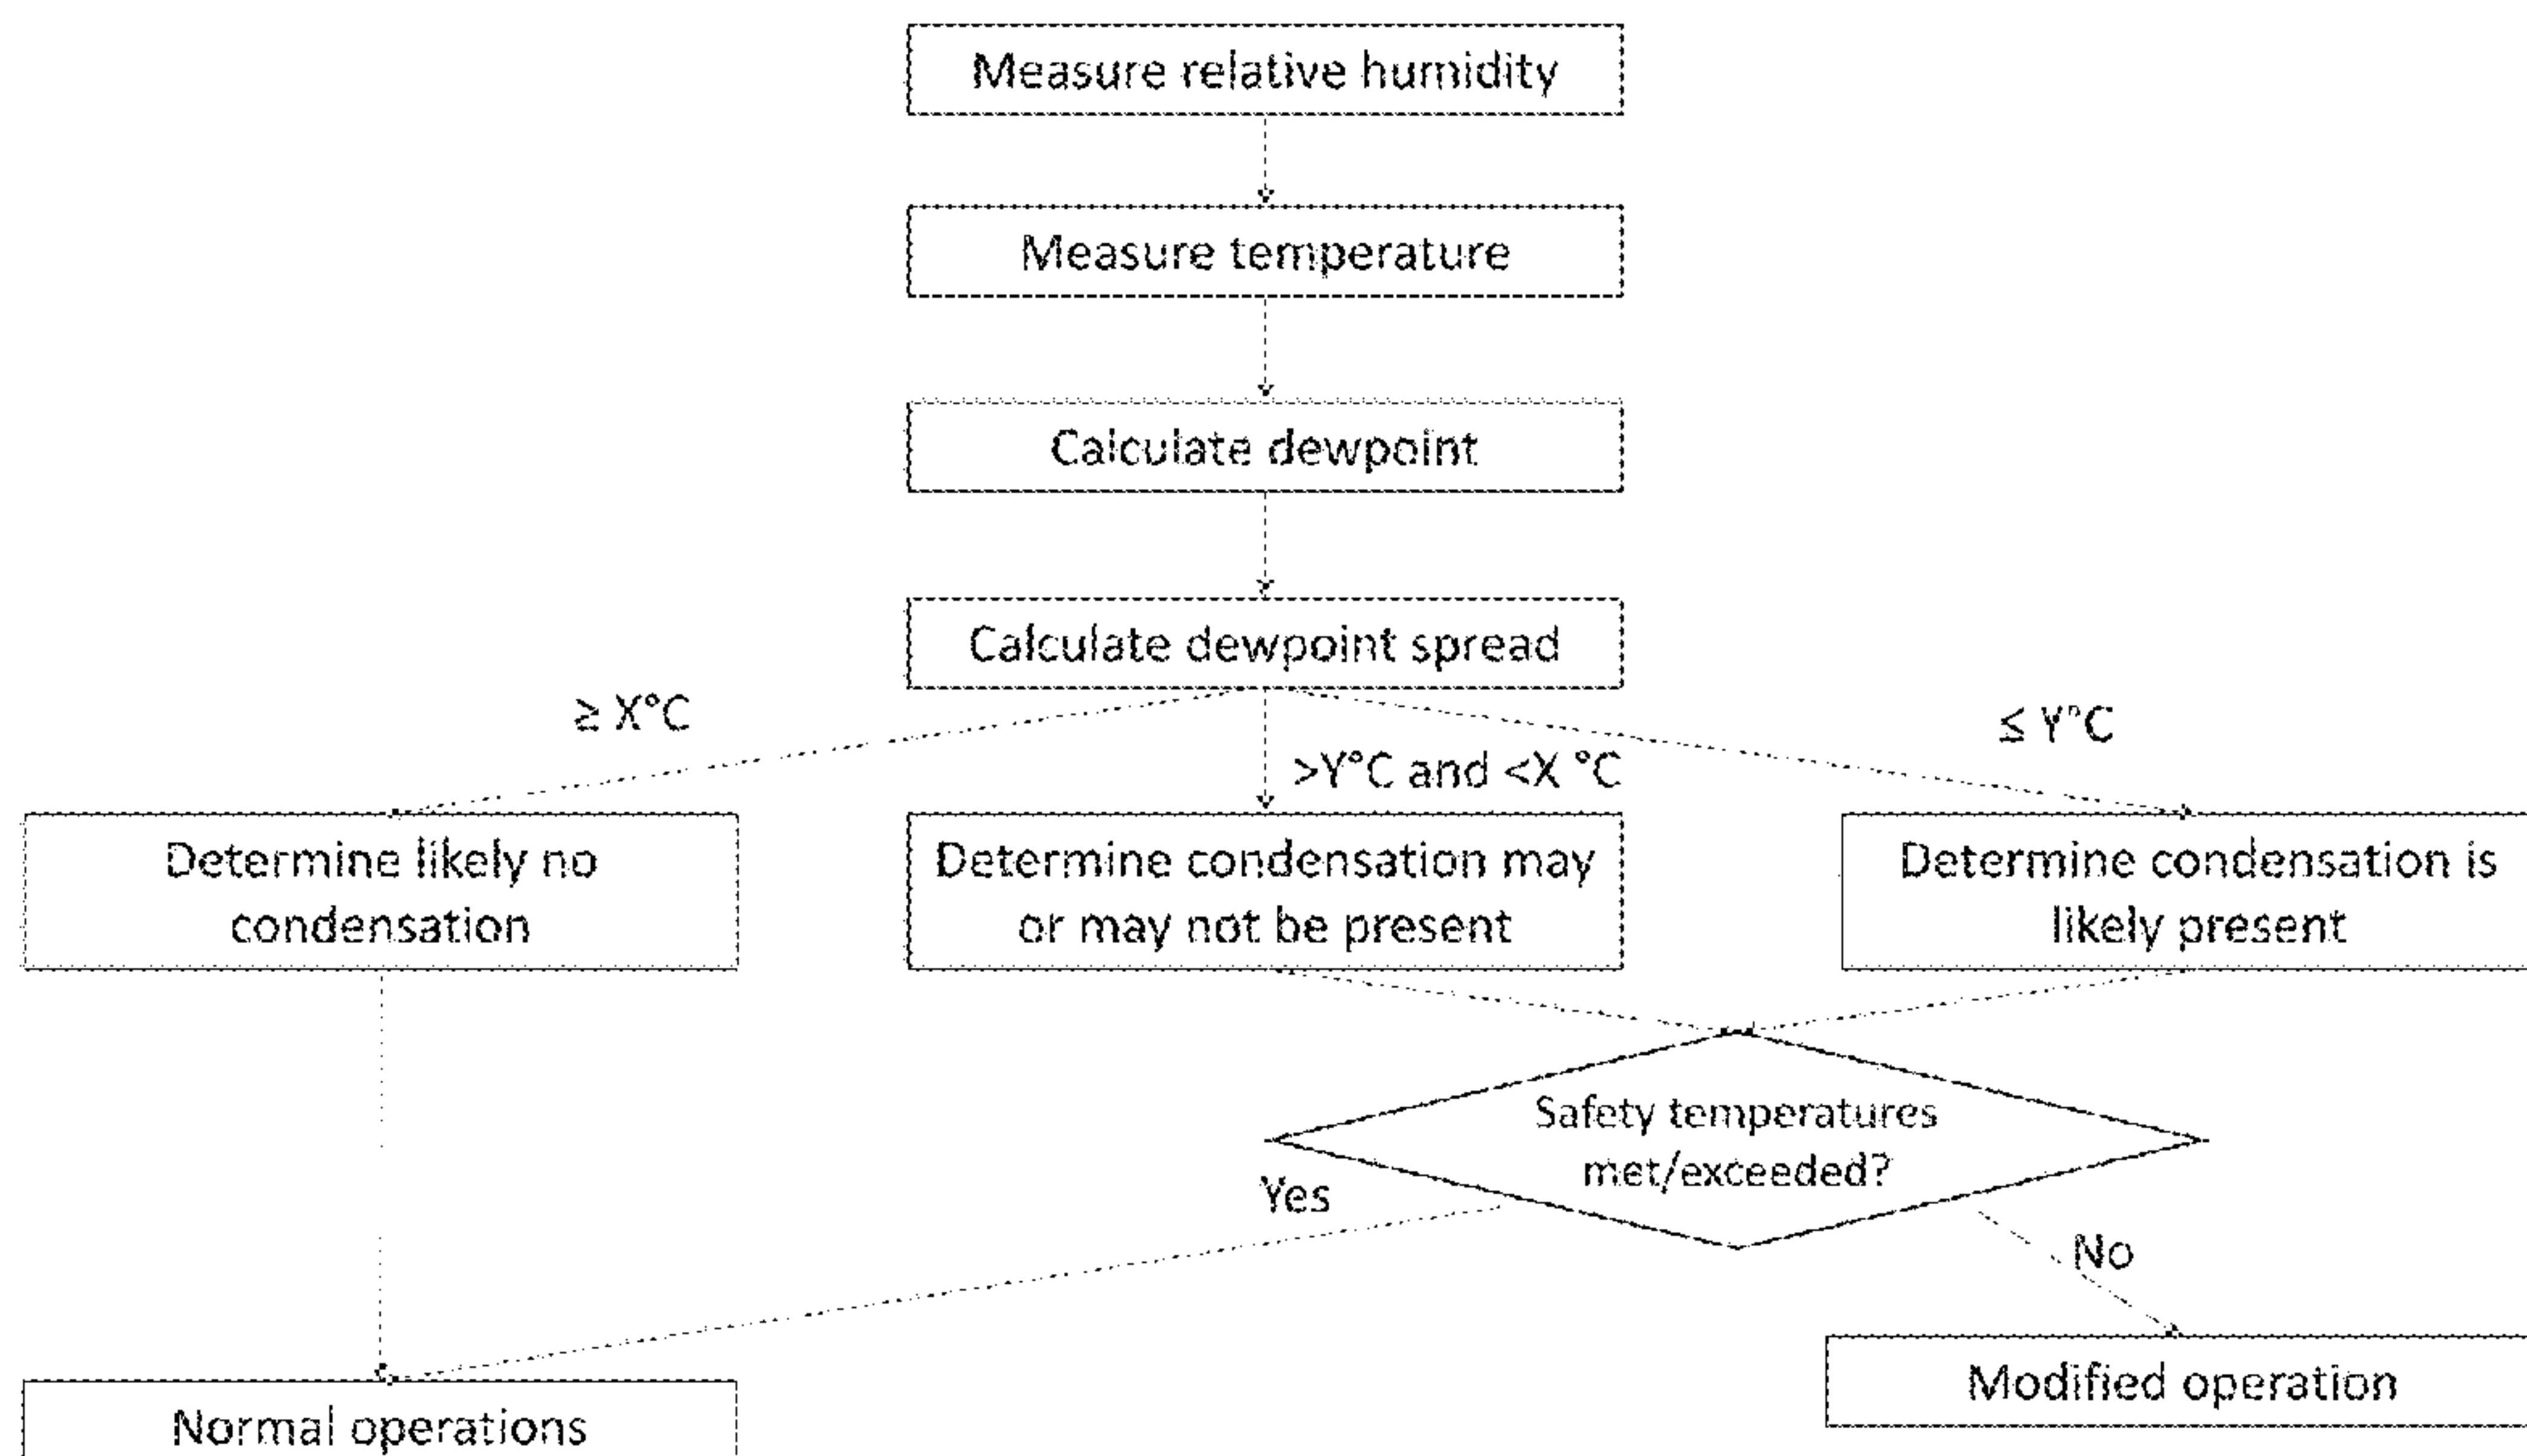 Measure relative humidity
Measure temperature
Calculate dewpoint
Calculate dewpoint spread
≥ X°C
>Y°C and <X °C
≤ Y°C
Determine likely no
condensation
Determine condensation may
or may not be present
Determine condensation is
likely present
Safety temperatures
met/exceeded?
Yes
No
Modified operation
Normal operations